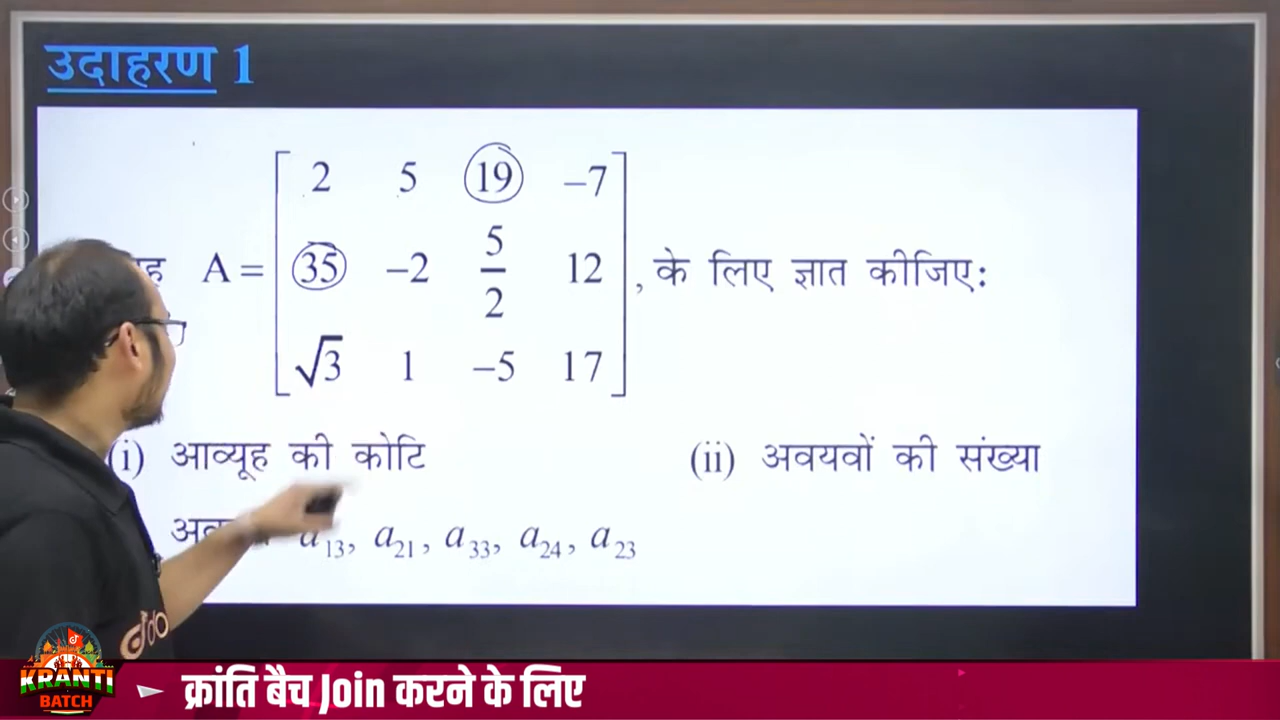 उदाहरण 1
A = [ 2 5 19 –7
35 –2 5/2 12
√3 1 –5 17 ], के लिए ज्ञात कीजिए:
(i) आव्यूह की कोटि (ii) अवयवों की संख्या
a13, a21, a33, a24, a23
do
KRANTI
BATCH
क्रांति बैच Join करने के लिए